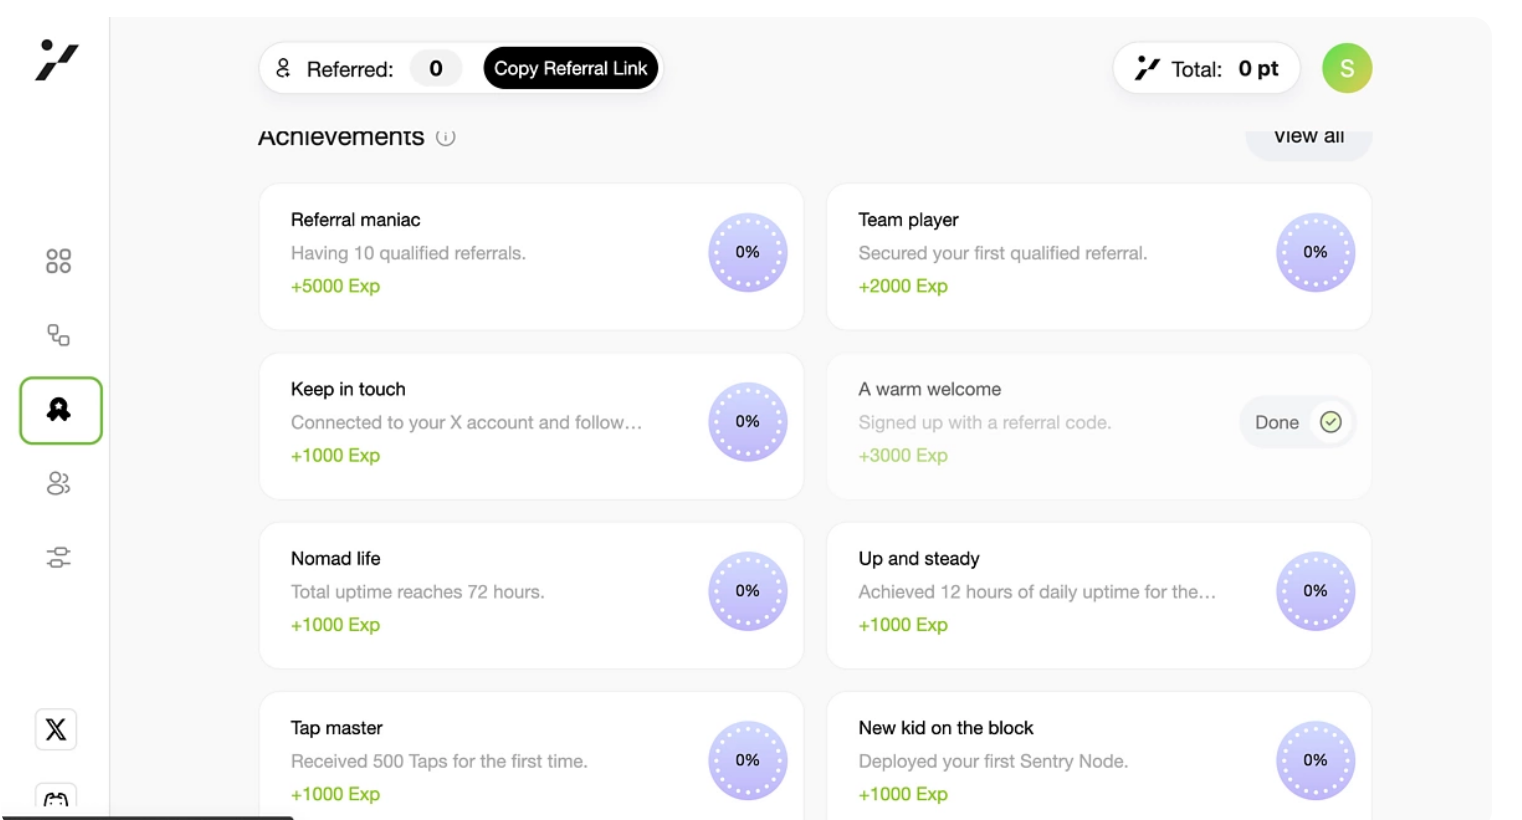 Referred: 0 Copy Referral Link
Total: 0 pt S
Achievements
View all
Referral maniac
Having 10 qualified referrals.
+5000 Exp
0%
Team player
Secured your first qualified referral.
+2000 Exp
0%
Keep in touch
Connected to your X account and follow...
+1000 Exp
0%
A warm welcome
Signed up with a referral code.
+3000 Exp
Done
Nomad life
Total uptime reaches 72 hours.
+1000 Exp
0%
Up and steady
Achieved 12 hours of daily uptime for the...
+1000 Exp
0%
Tap master
Received 500 Taps for the first time.
+1000 Exp
0%
New kid on the block
Deployed your first Sentry Node.
+1000 Exp
0%